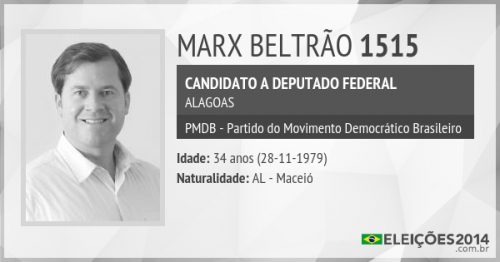 MARX BELTRÃO 1515
CANDIDATO A DEPUTADO FEDERAL
ALAGOAS
PMDB - Partido do Movimento Democrático Brasileiro
Idade: 34 anos (28-11-1979)
Naturalidade: AL - Maceió
ELEIÇÕES2014
.com.br